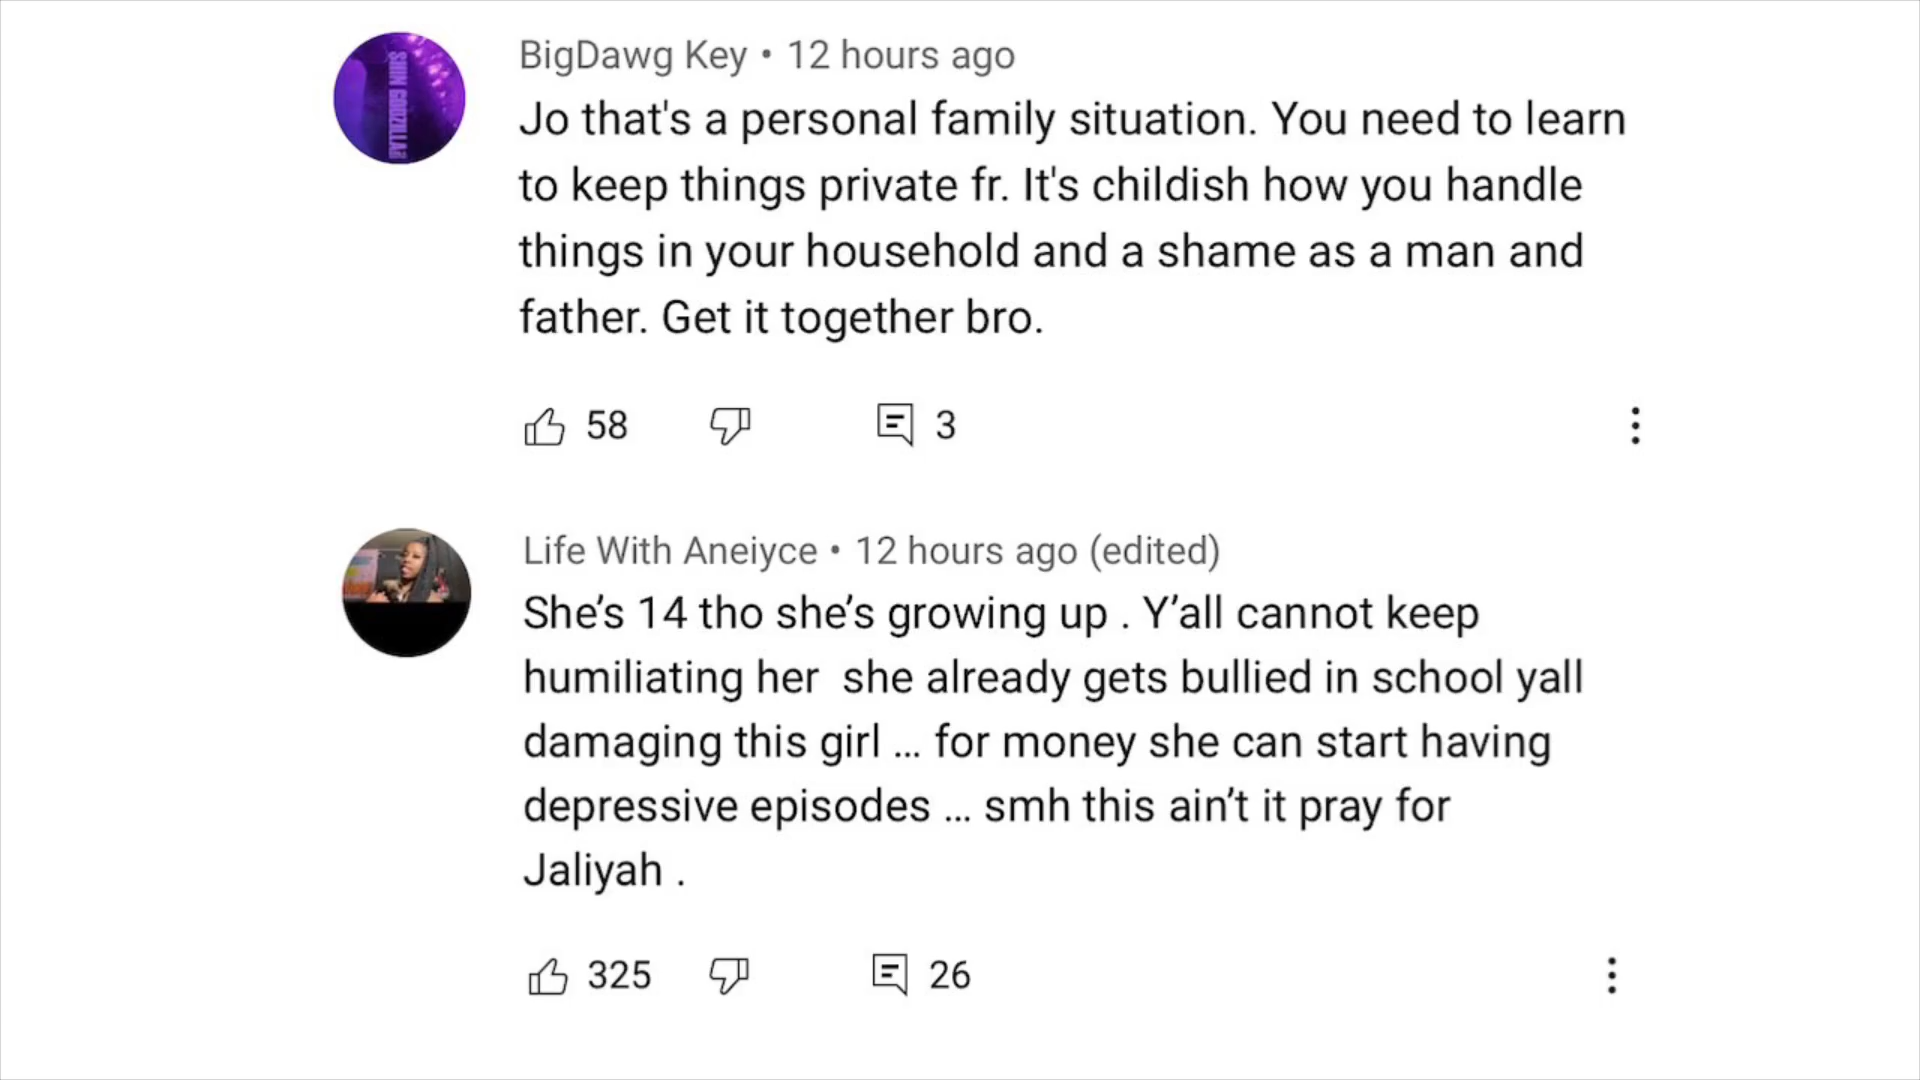 SHIN GODZILLA
BigDawg Key • 12 hours ago
Jo that's a personal family situation. You need to learn
to keep things private fr. It's childish how you handle
things in your household and a shame as a man and
father. Get it together bro.
58
3
Life With Aneiyce • 12 hours ago (edited)
She’s 14 tho she’s growing up . Y’all cannot keep
humiliating her  she already gets bullied in school yall
damaging this girl ... for money she can start having
depressive episodes ... smh this ain’t it pray for
Jaliyah .
325
26